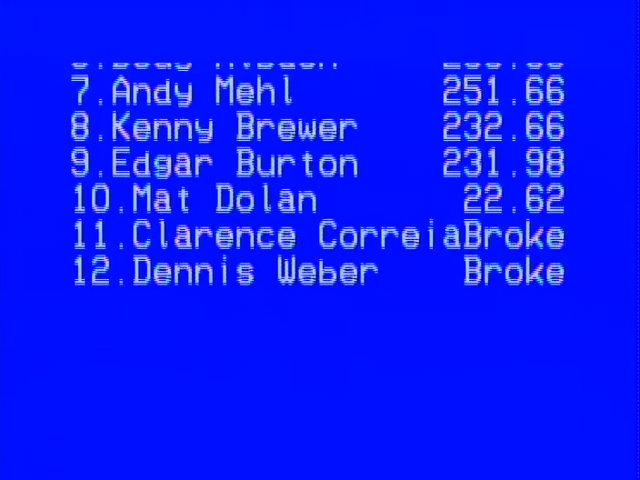 7.Andy Mehl 251.66
8.Kenny Brewer 232.66
9.Edgar Burton 231.98
10.Mat Dolan 22.62
11.Clarence CorreiaBroke
12.Dennis Weber Broke